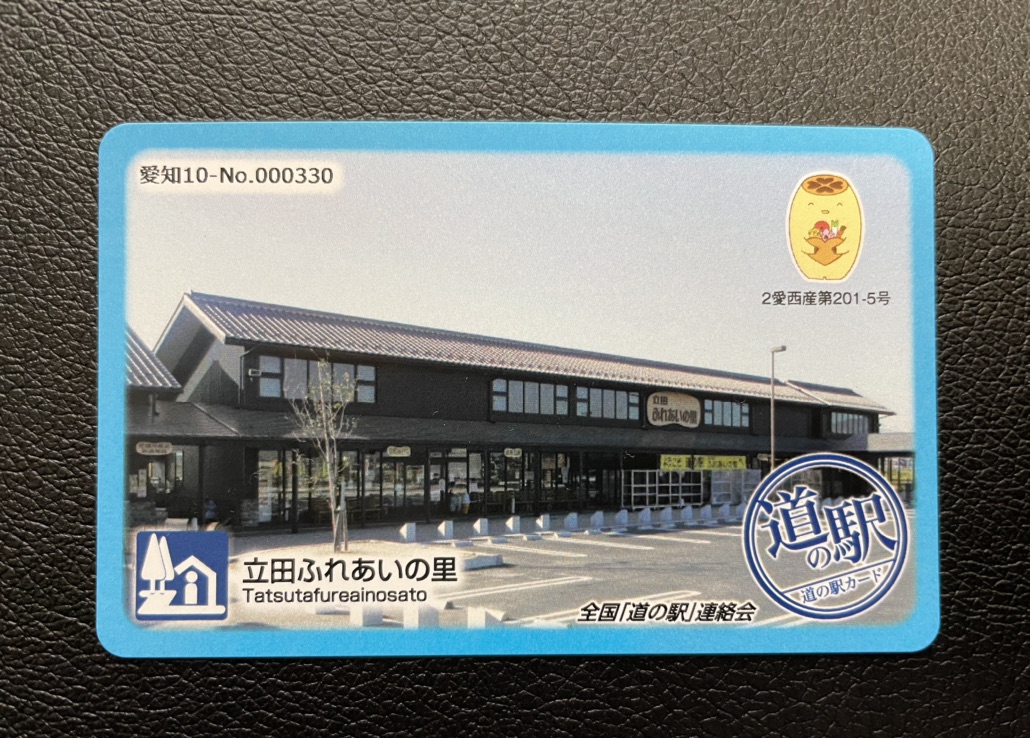 愛知10-No.000330
2愛西産第201-5号
立田
ふれあいの里
立田ふれあいの里
Tatsutafureainosato
全国「道の駅」連絡会
道の駅
道の駅カード